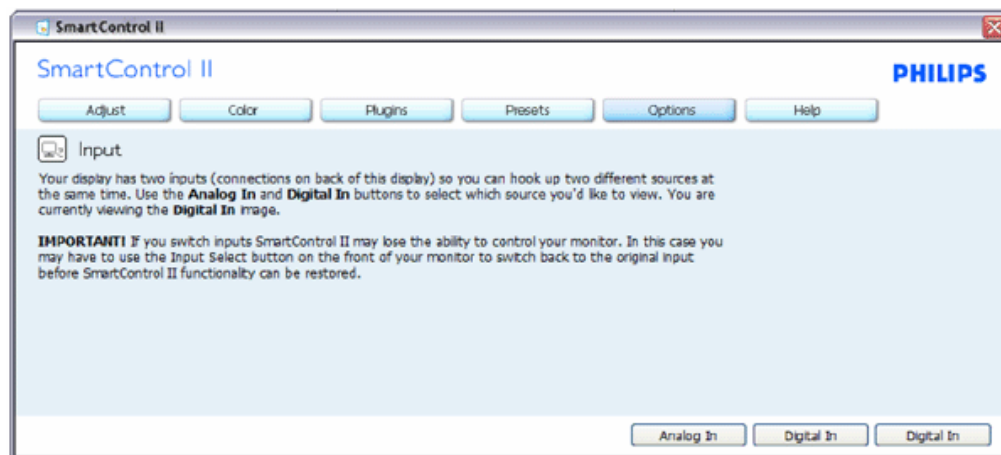 SmartControl II
SmartControl II
PHILIPS
Adjust
Color
Plugins
Presets
Options
Help
Input
Your display has two inputs (connections on back of this display) so you can hook up two different sources at
the same time. Use the Analog In and Digital In buttons to select which source you'd like to view. You are
currently viewing the Digital In image.
IMPORTANT! If you switch inputs SmartControl II may lose the ability to control your monitor. In this case you
may have to use the Input Select button on the front of your monitor to switch back to the original input
before SmartControl II functionality can be restored.
Analog In
Digital In
Digital In